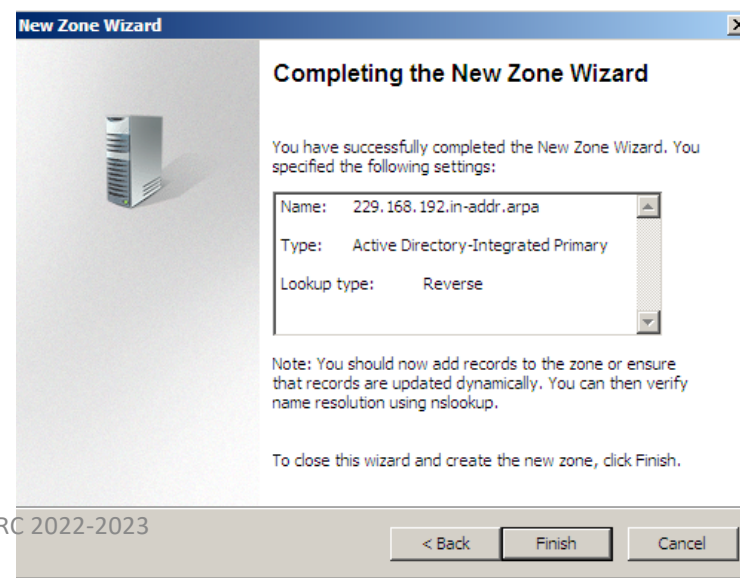 New Zone Wizard
Completing the New Zone Wizard
You have successfully completed the New Zone Wizard. You
specified the following settings:
Name: 229.168.192.in-addr.arpa
Type: Active Directory-Integrated Primary
Lookup type: Reverse
Note: You should now add records to the zone or ensure
that records are updated dynamically. You can then verify
name resolution using nslookup.
To close this wizard and create the new zone, click Finish.
RC 2022-2023
< Back Finish Cancel